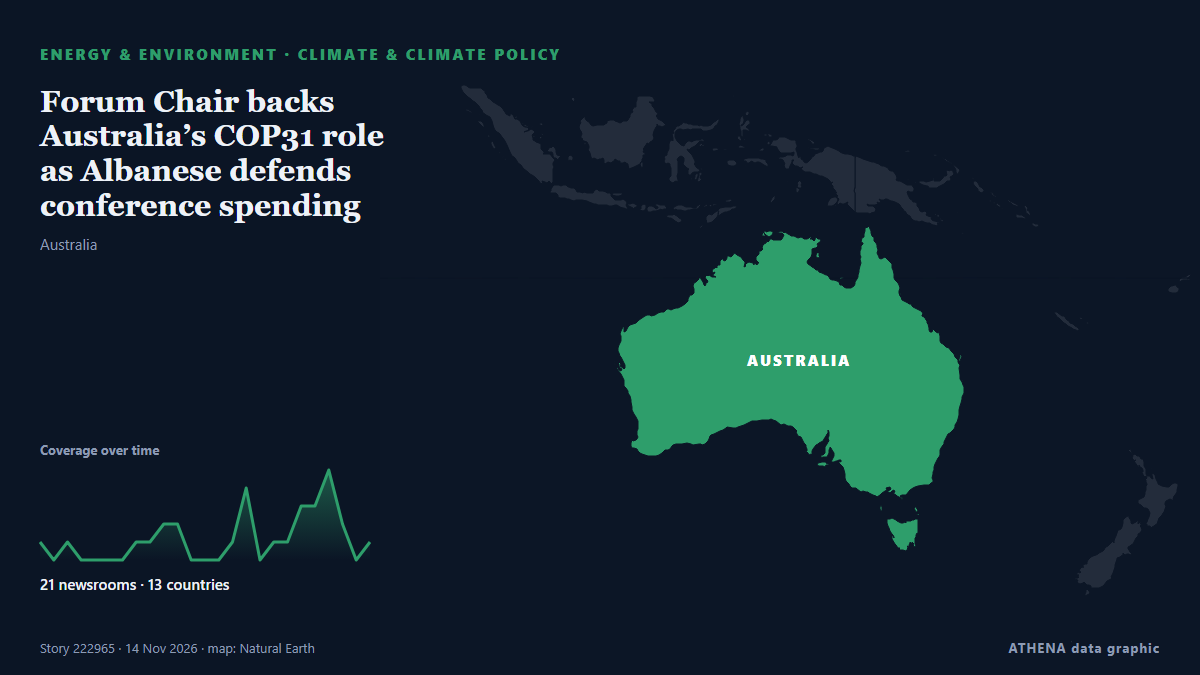 ENERGY & ENVIRONMENT · CLIMATE & CLIMATE POLICY
Forum Chair backs
Australia’s COP31 role
as Albanese defends
conference spending
Australia
AUSTRALIA
Coverage over time
21 newsrooms · 13 countries
Story 222965 · 14 Nov 2026 · map: Natural Earth
ATHENA data graphic